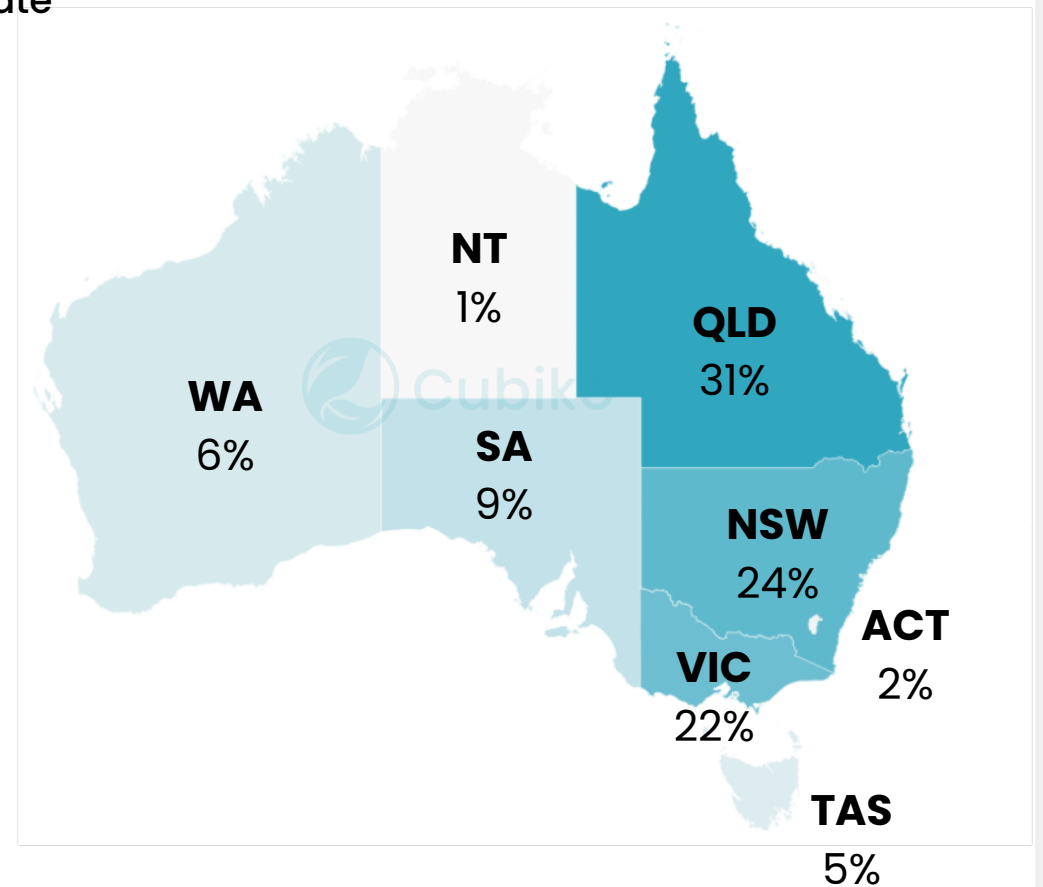 NT
1%
QLD
31%
Cubiko
WA
6%
SA
9%
NSW
24%
ACT
2%
VIC
22%
TAS
5%